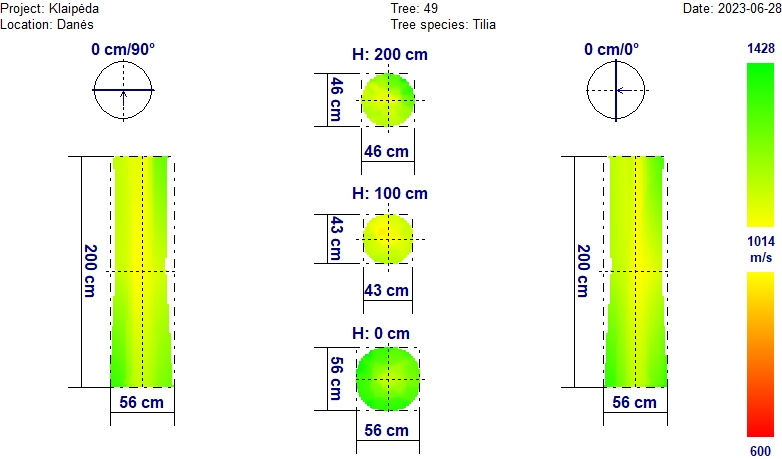 Project: Klaipėda
Tree: 49
Date: 2023-06-28
Location: Danės
Tree species: Tilia
0 cm/90°
H: 200 cm
0 cm/0°
1428
46 cm
46 cm
200 cm
H: 100 cm
43 cm
43 cm
200 cm
1014
m/s
H: 0 cm
56 cm
56 cm
56 cm
56 cm
600